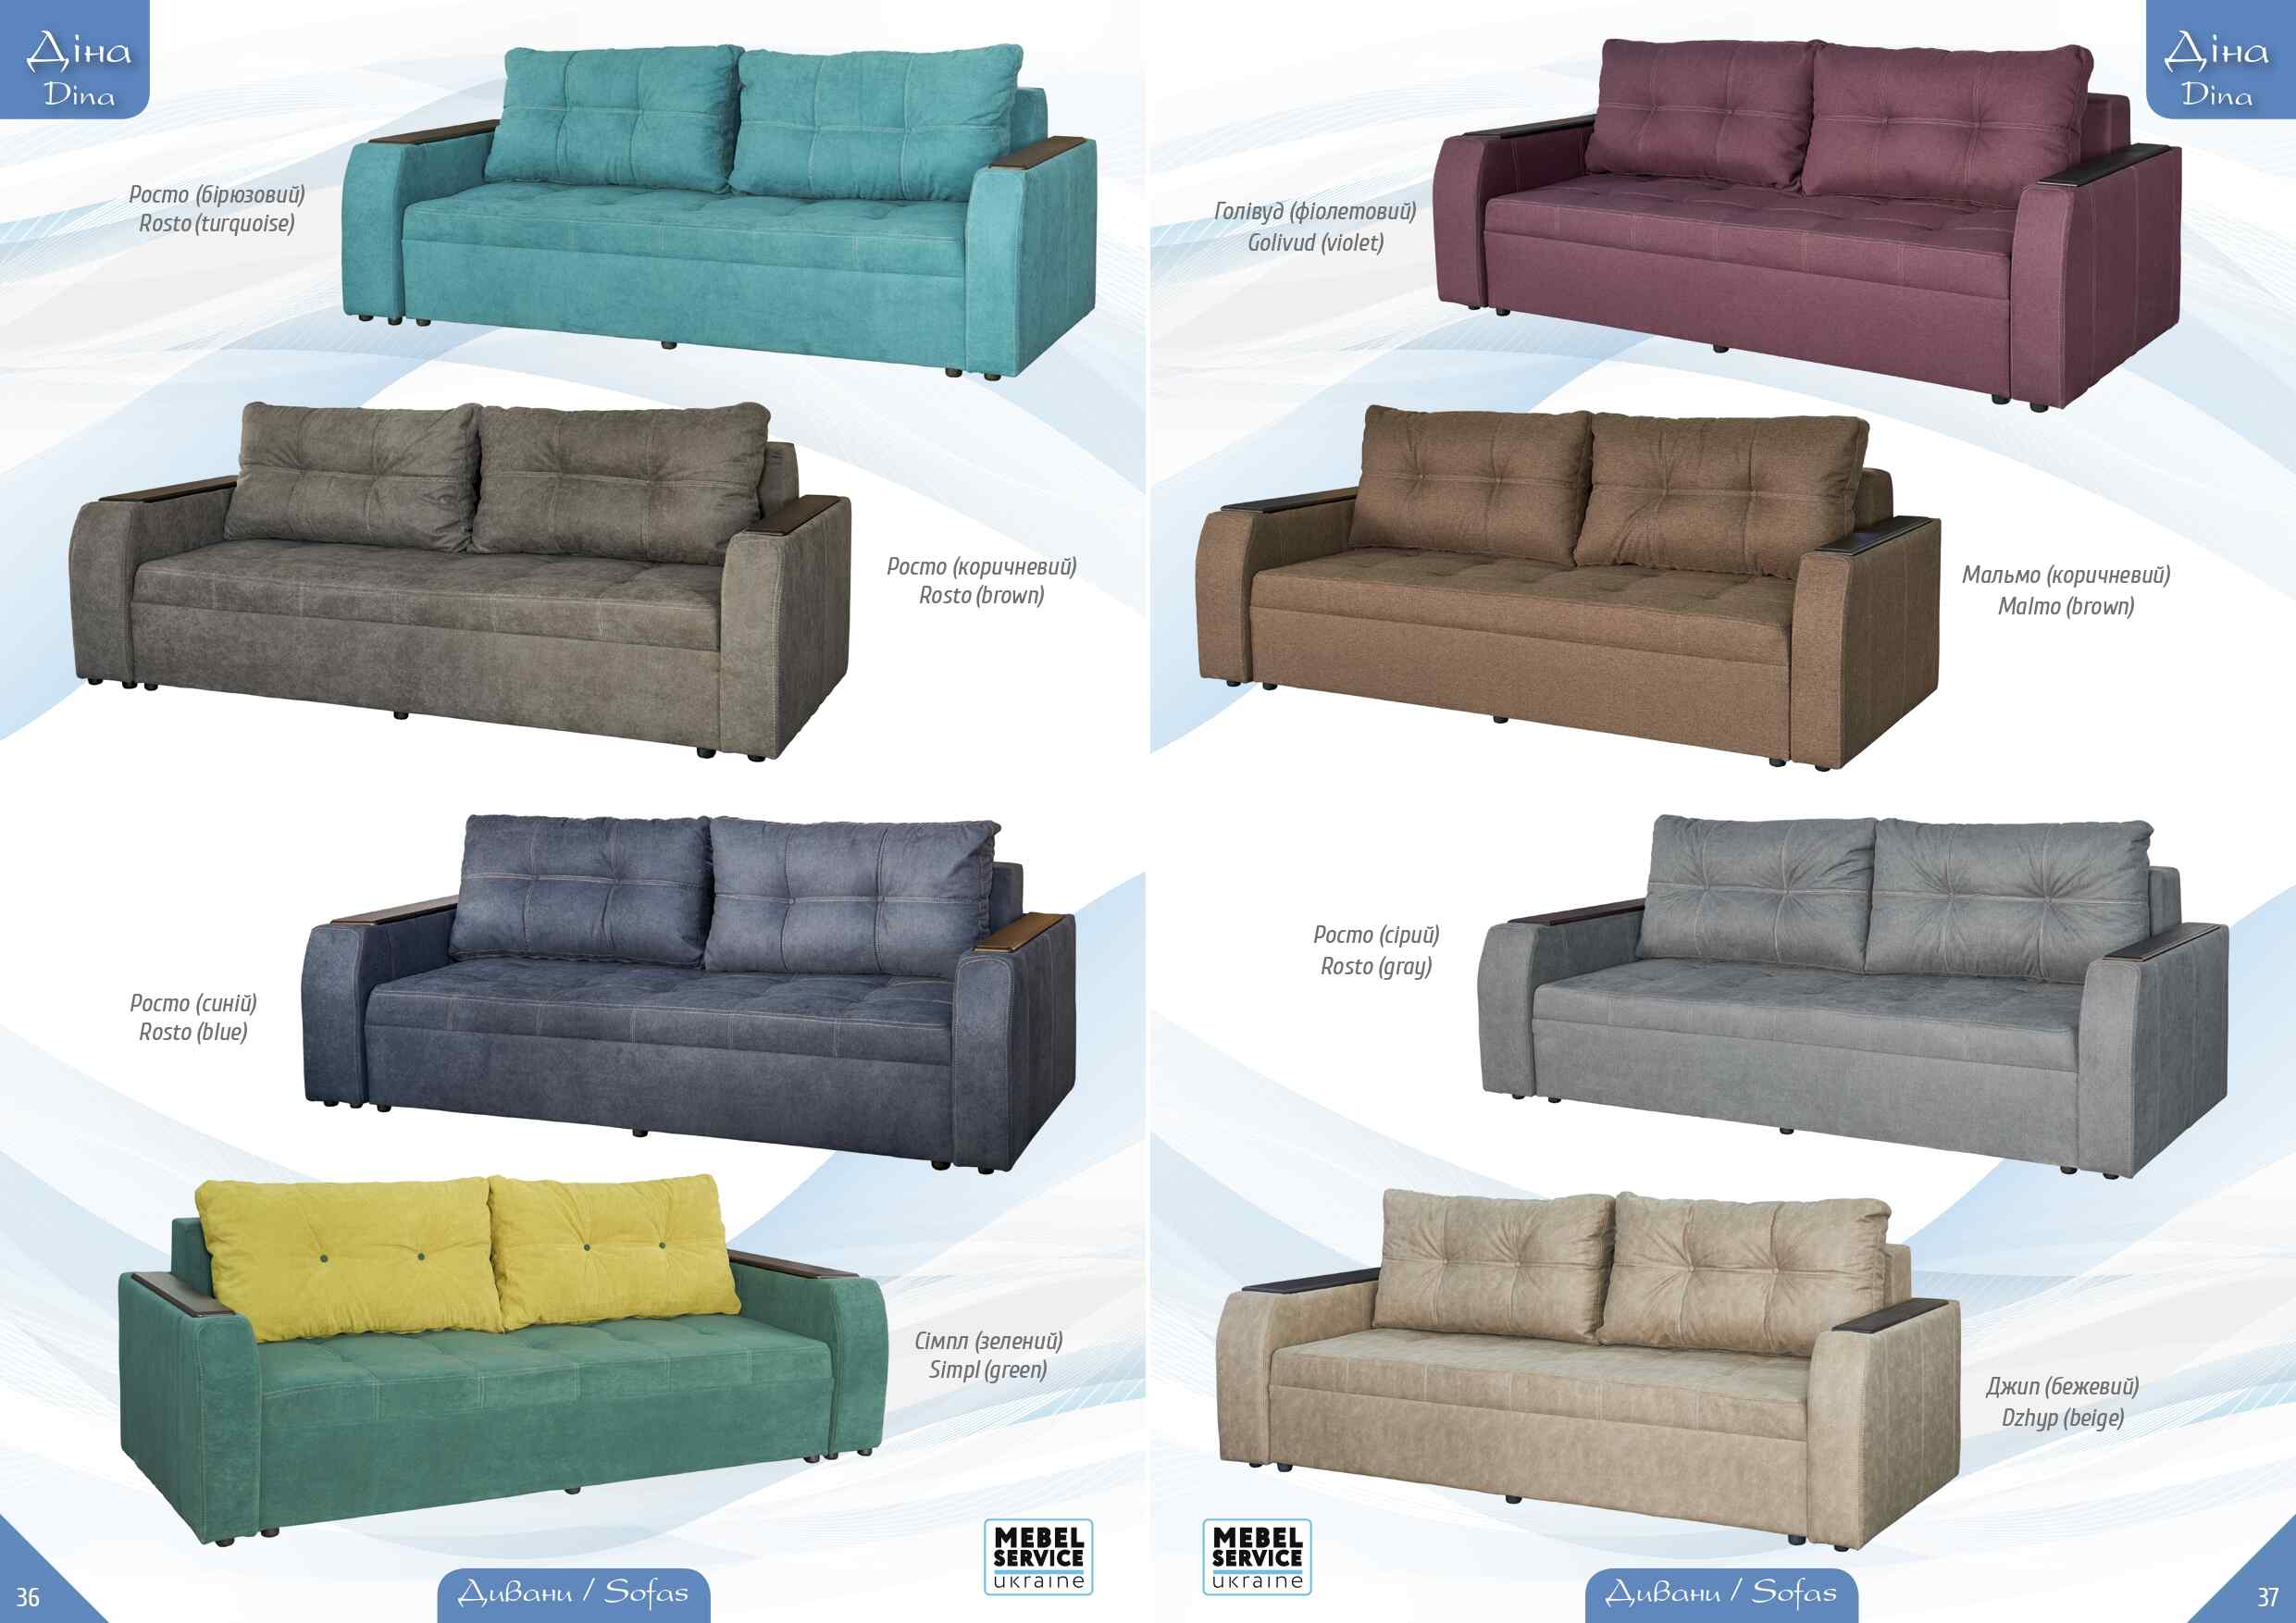 Діна
Dina
Росто (бірюзовий)
Rosto (turquoise)
Росто (коричневий)
Rosto (brown)
Росто (синій)
Rosto (blue)
Сімпл (зелений)
Simpl (green)
MEBEL
SERVICE
ukraine
36
Дивани / Sofas
Діна
Dina
Голівуд (фіолетовий)
Golivud (violet)
Мальмо (коричневий)
Malmo (brown)
Росто (сірий)
Rosto (gray)
Джип (бежевий)
Dzhyp (beige)
MEBEL
SERVICE
ukraine
Дивани / Sofas
37